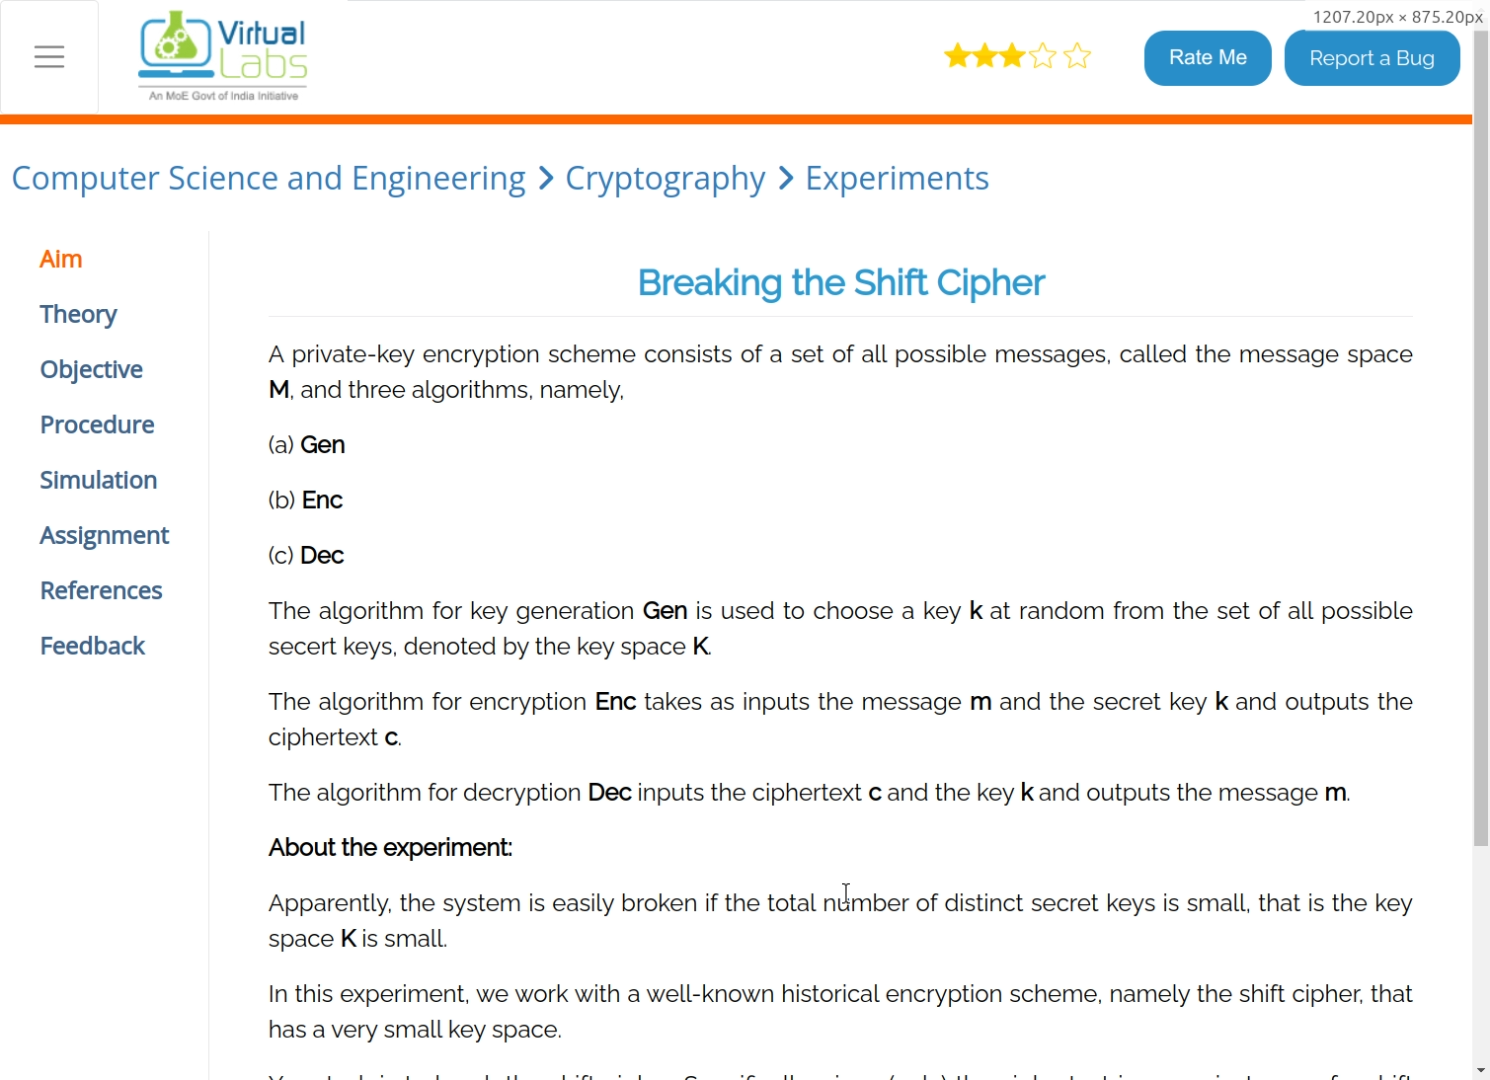 1207.20px × 875.20px
Virtual
Labs
An MoE Govt of India Initiative
Rate Me
Report a Bug
Computer Science and Engineering > Cryptography > Experiments
Aim
Theory
Objective
Procedure
Simulation
Assignment
References
Feedback
Breaking the Shift Cipher
A private-key encryption scheme consists of a set of all possible messages, called the message space
M, and three algorithms, namely,
(a) Gen
(b) Enc
(c) Dec
The algorithm for key generation Gen is used to choose a key k at random from the set of all possible
secert keys, denoted by the key space K.
The algorithm for encryption Enc takes as inputs the message m and the secret key k and outputs the
ciphertext c.
The algorithm for decryption Dec inputs the ciphertext c and the key k and outputs the message m.
About the experiment:
Apparently, the system is easily broken if the total number of distinct secret keys is small, that is the key
space K is small.
In this experiment, we work with a well-known historical encryption scheme, namely the shift cipher, that
has a very small key space.